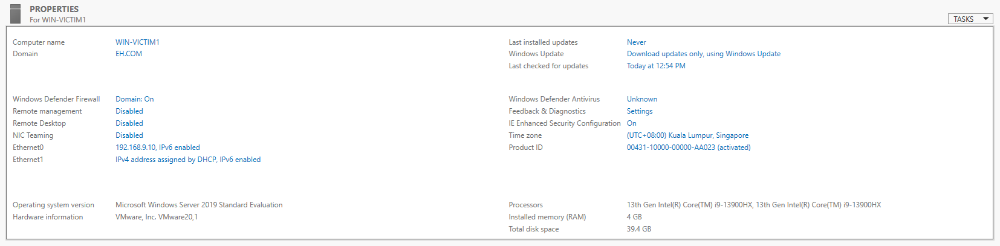 PROPERTIES
For WIN-VICTIM1
TASKS
Computer name WIN-VICTIM1
Domain EH.COM
Last installed updates Never
Windows Update Download updates only, using Windows Update
Last checked for updates Today at 12:54 PM
Windows Defender Firewall Domain: On
Remote management Disabled
Remote Desktop Disabled
NIC Teaming Disabled
Ethernet0 192.168.9.10, IPv6 enabled
Ethernet1 IPv4 address assigned by DHCP, IPv6 enabled
Windows Defender Antivirus Unknown
Feedback & Diagnostics Settings
IE Enhanced Security Configuration On
Time zone (UTC+08:00) Kuala Lumpur, Singapore
Product ID 00431-10000-00000-AA023 (activated)
Operating system version Microsoft Windows Server 2019 Standard Evaluation
Hardware information VMware, Inc. VMware20,1
Processors 13th Gen Intel(R) Core(TM) i9-13900HX, 13th Gen Intel(R) Core(TM) i9-13900HX
Installed memory (RAM) 4 GB
Total disk space 39.4 GB